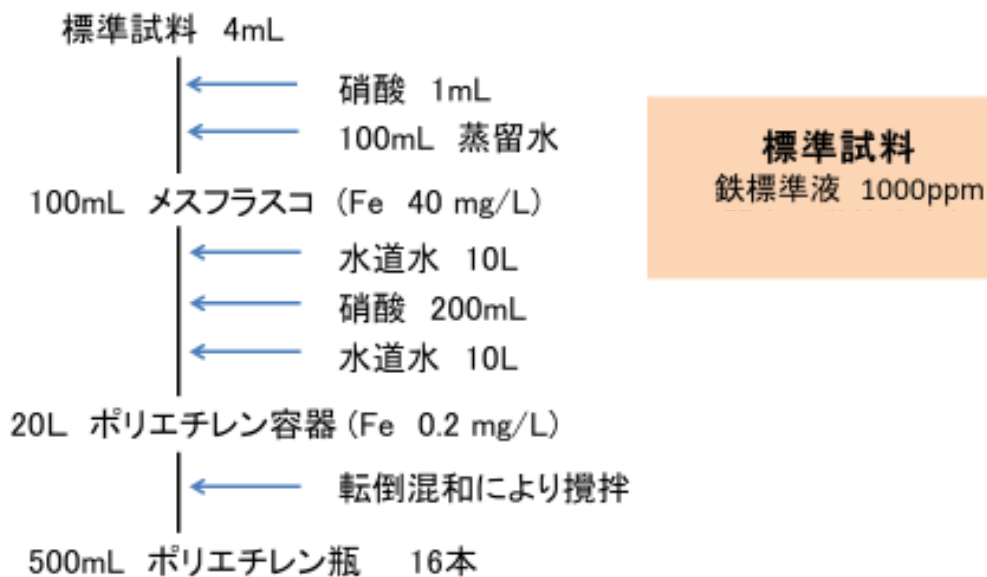 標準試料 4mL
硝酸 1mL
100mL 蒸留水
100mL メスフラスコ (Fe 40 mg/L)
水道水 10L
硝酸 200mL
水道水 10L
20L ポリエチレン容器 (Fe 0.2 mg/L)
転倒混和により攪拌
500mL ポリエチレン瓶 16本
標準試料
鉄標準液 1000ppm